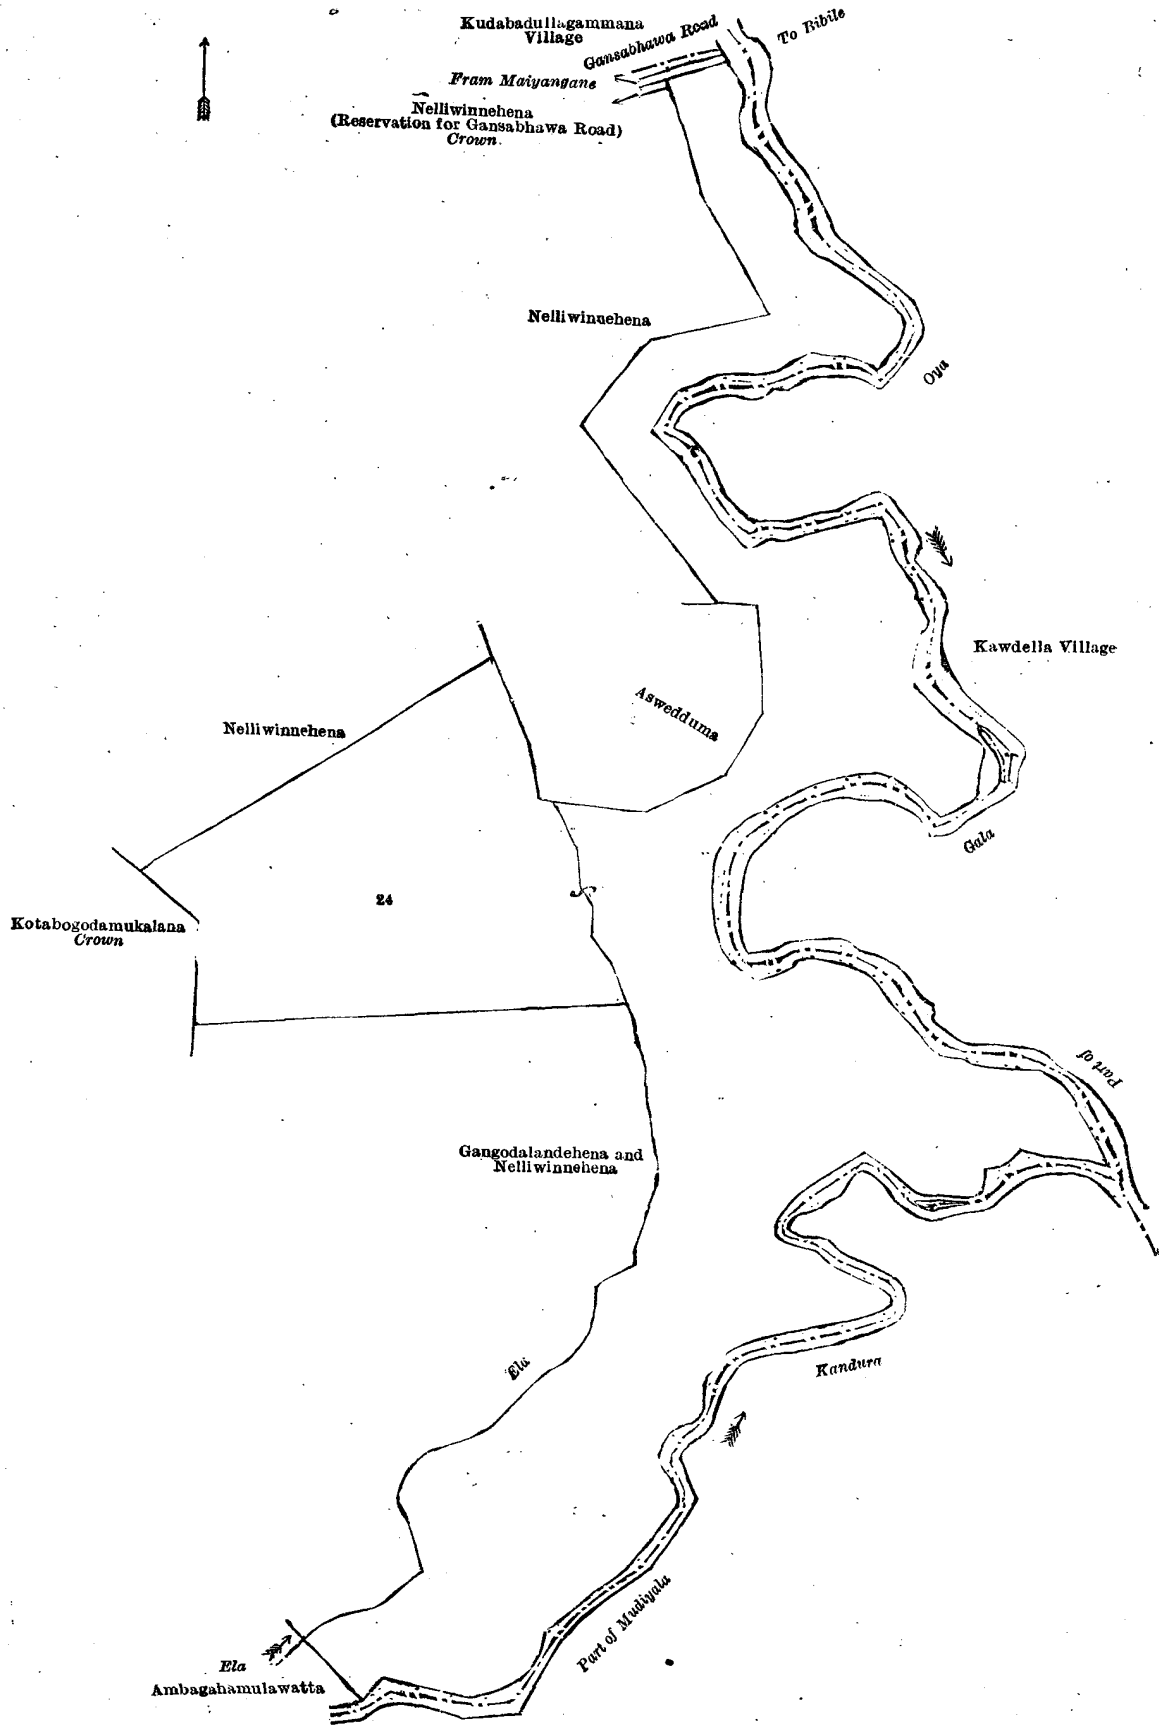 Kudabadullagammana
Village
Gansabhawa Road
To Bibile
Fram Maiyangane
Nelliwinnehena
(Reservation for Gansabhawa Road)
Crown.
Nelliwinnehena
Oya
Kawdella Village
Aswedduma
Nelliwinnehena
Gala
24
Kotabogodamukalana
Crown
Part of
Gangodalandehena and
Nelliwinnehena
Ela
Kandura
Part of Mudiyala
Ela
Ambagahamulawatta